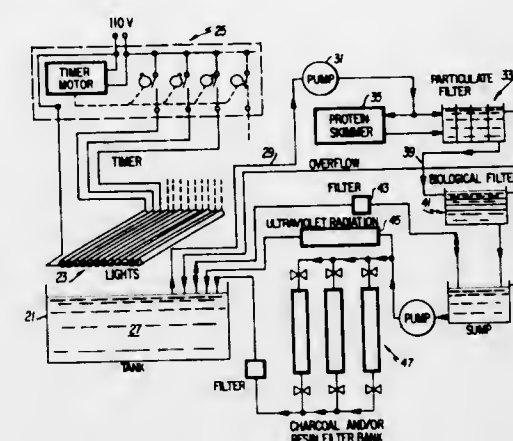 110 V
25
TIMER
MOTOR
TIMER
31
PUMP
35
PROTEIN
SKIMMER
PARTICULATE
FILTER
33
29
OVERFLOW
39
BIOLOGICAL FILTER
41
FILTER
43
ULTRAVIOLET RADIATION
45
23
LIGHTS
21
27
TANK
FILTER
PUMP
SUMP
47
CHARCOAL AND/OR
RESIN FILTER BANK